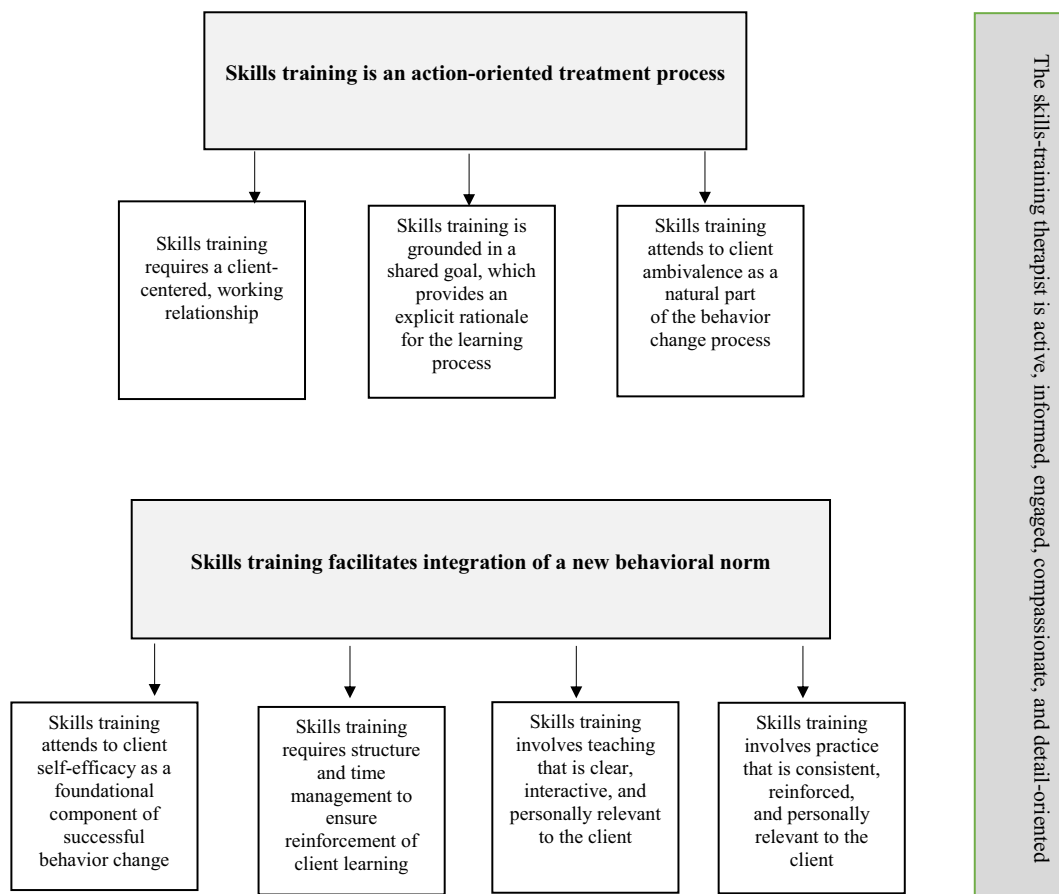 Skills training is an action-oriented treatment process
Skills training
requires a client-
centered, working
relationship
Skills training is
grounded in a
shared goal, which
provides an
explicit rationale
for the learning
process
Skills training
attends to client
ambivalence as a
natural part
of the behavior
change process
Skills training facilitates integration of a new behavioral norm
Skills training
attends to client
self-efficacy as a
foundational
component of
successful
behavior change
Skills training
requires structure
and time
management to
ensure
reinforcement of
client learning
Skills training
involves teaching
that is clear,
interactive, and
personally relevant
to the client
Skills training
involves practice
that is consistent,
reinforced,
and personally
relevant to the
client
The skills-training therapist is active, informed, engaged, compassionate, and detail-oriented